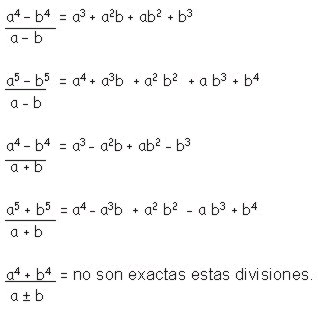 a⁴ – b⁴ = a³ + a²b + ab² + b³
a – b
a⁵ – b⁵ = a⁴ + a³b + a² b² + a b³ + b⁴
a – b
a⁴ – b⁴ = a³ – a²b + ab² – b³
a + b
a⁵ + b⁵ = a⁴ – a³b + a² b² – a b³ + b⁴
a + b
a⁴ + b⁴ = no son exactas estas divisiones.
a ± b